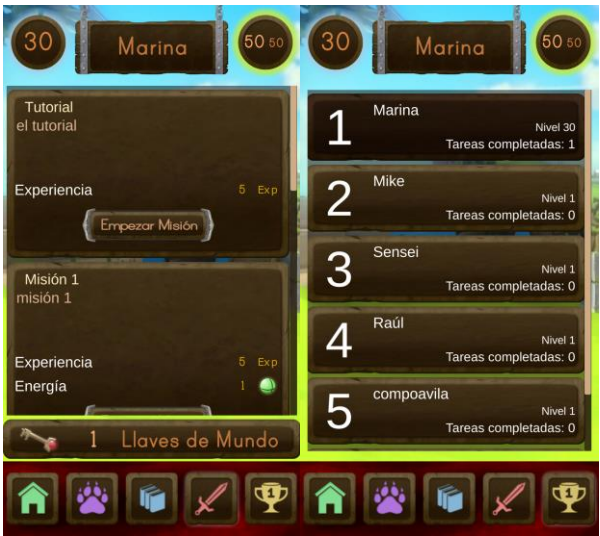 30
Marina
50 50
Tutorial
el tutorial
Experiencia 5 Exp
Empezar Misión
Misión 1
misión 1
Experiencia 5 Exp
Energía 1
1 Llaves de Mundo
1
30
Marina
50 50
1
Marina
Nivel 30
Tareas completadas: 1
2
Mike
Nivel 1
Tareas completadas: 0
3
Sensei
Nivel 1
Tareas completadas: 0
4
Raúl
Nivel 1
Tareas completadas: 0
5
compoavila
Nivel 1
Tareas completadas: 0
1